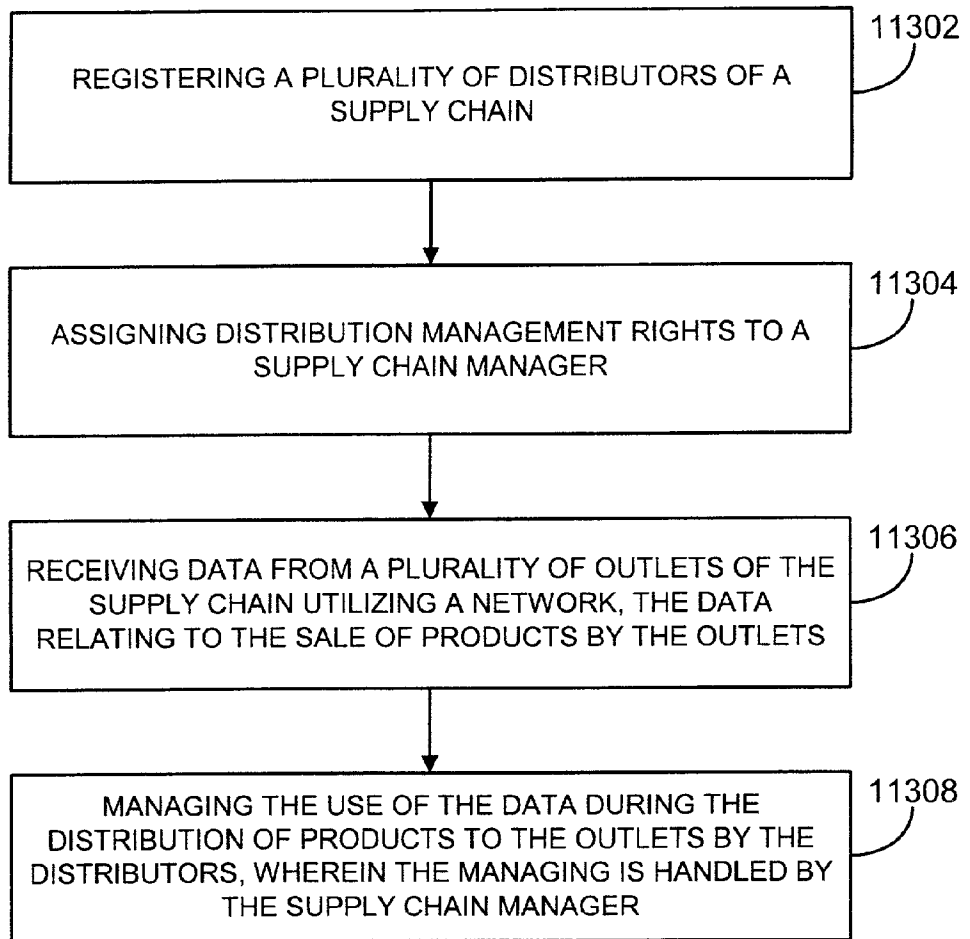 11302
REGISTERING A PLURALITY OF DISTRIBUTORS OF A
SUPPLY CHAIN
11304
ASSIGNING DISTRIBUTION MANAGEMENT RIGHTS TO A
SUPPLY CHAIN MANAGER
11306
RECEIVING DATA FROM A PLURALITY OF OUTLETS OF THE
SUPPLY CHAIN UTILIZING A NETWORK, THE DATA
RELATING TO THE SALE OF PRODUCTS BY THE OUTLETS
11308
MANAGING THE USE OF THE DATA DURING THE
DISTRIBUTION OF PRODUCTS TO THE OUTLETS BY THE
DISTRIBUTORS, WHEREIN THE MANAGING IS HANDLED BY
THE SUPPLY CHAIN MANAGER